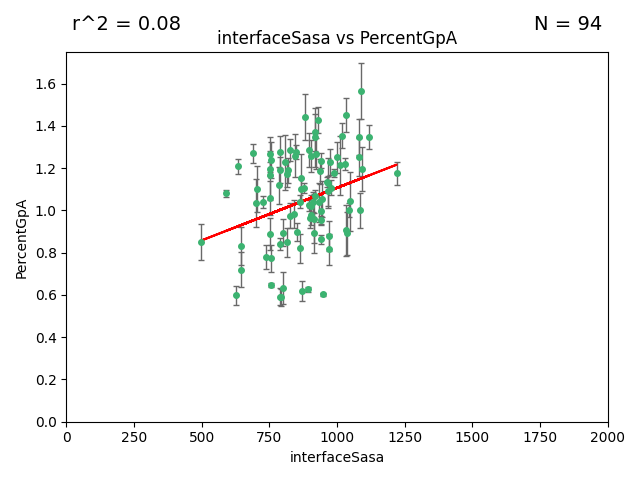 r^2 = 0.08
N = 94
interfaceSasa vs PercentGpA
PercentGpA
1.6
1.4
1.2
1.0
0.8
0.6
0.4
0.2
0.0
0 250 500 750 1000 1250 1500 1750 2000
interfaceSasa